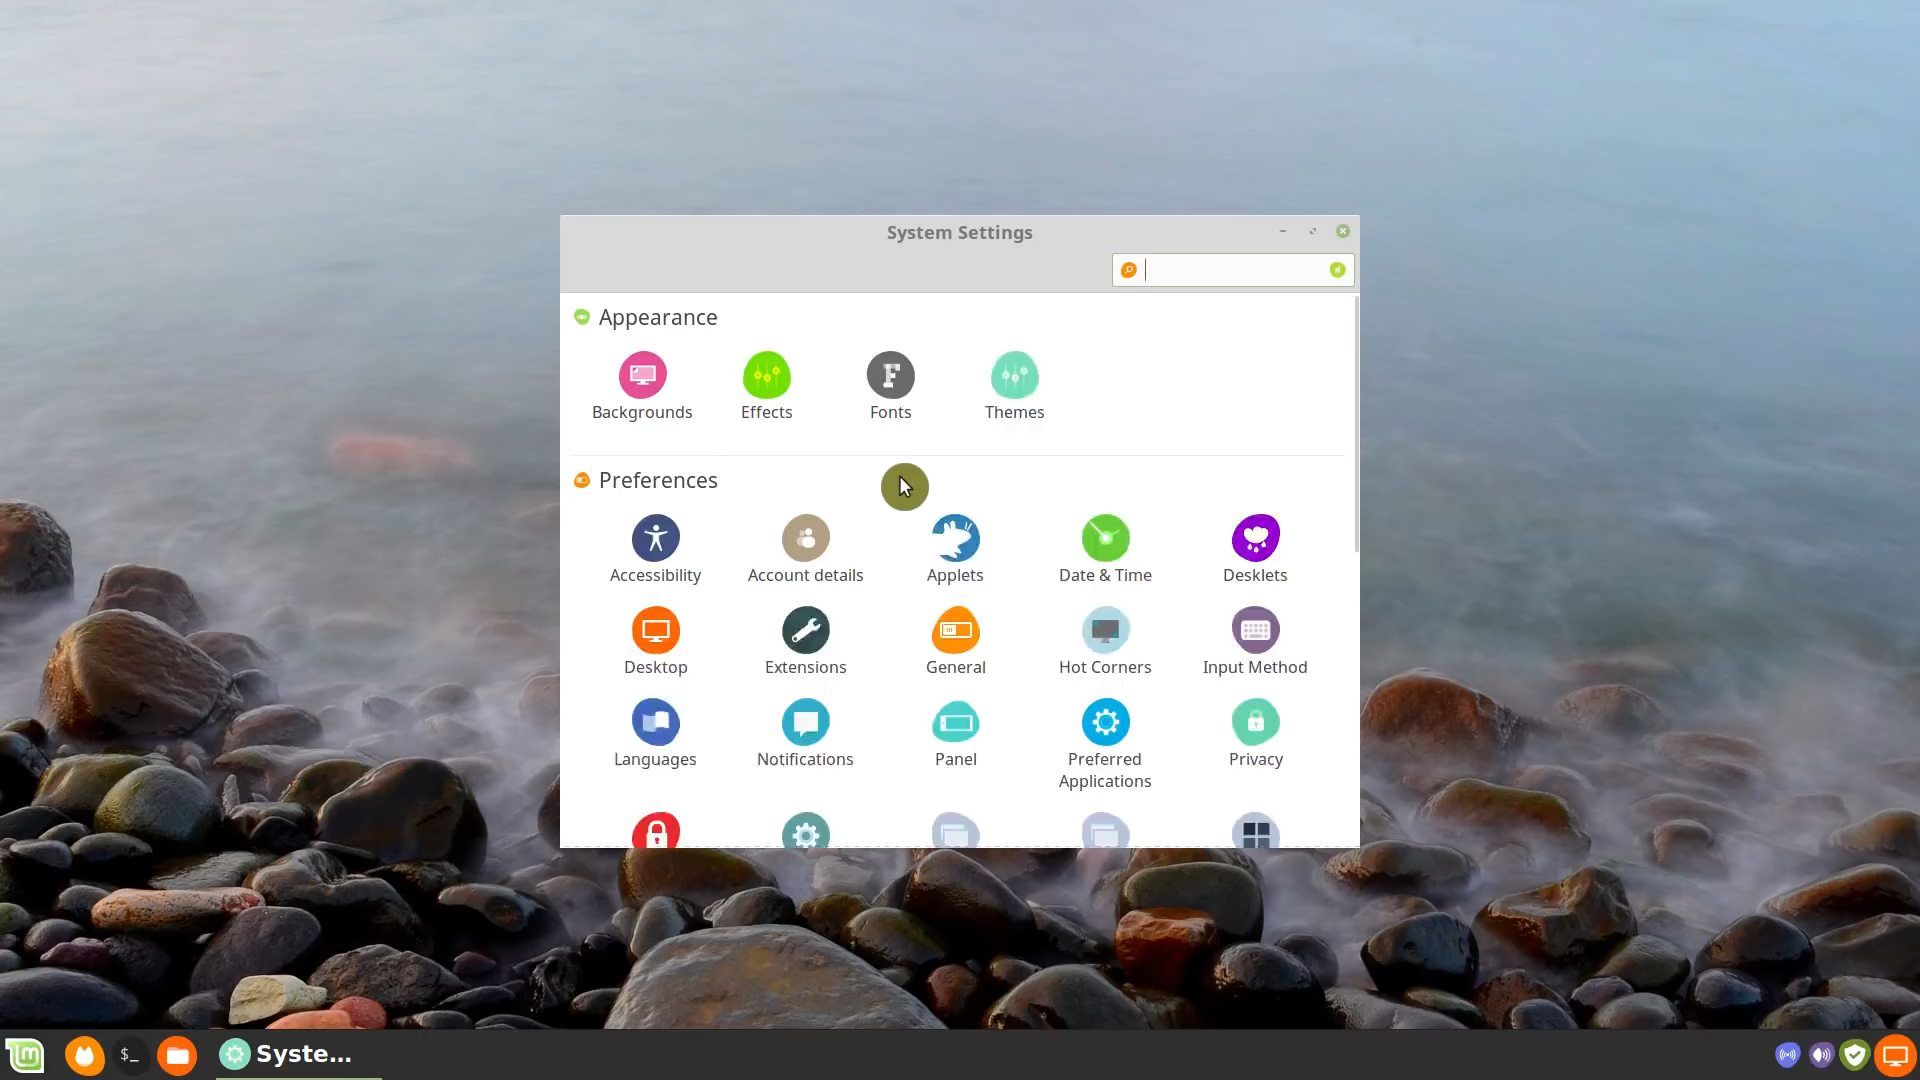 System Settings
Appearance
Backgrounds
Effects
Fonts
Themes
Preferences
Accessibility
Account details
Applets
Date & Time
Desklets
Desktop
Extensions
General
Hot Corners
Input Method
Languages
Notifications
Panel
Preferred
Applications
Privacy
$_
Syste...